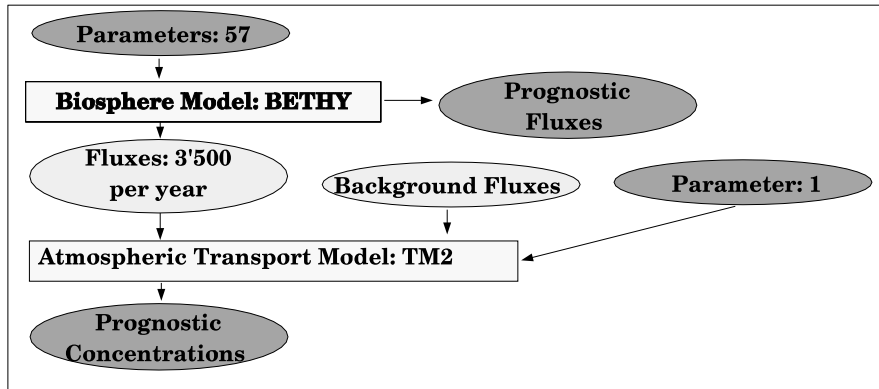 Parameters: 57
Biosphere Model: BETHY
Prognostic
Fluxes
Fluxes: 3'500
per year
Background Fluxes
Parameter: 1
Atmospheric Transport Model: TM2
Prognostic
Concentrations